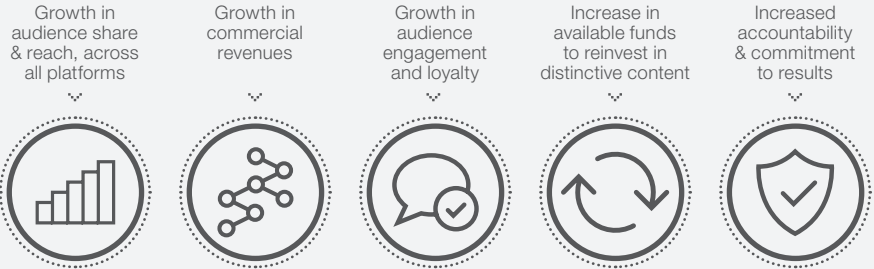 Growth in
audience share
& reach, across
all platforms
Growth in
commercial
revenues
Growth in
audience
engagement
and loyalty
Increase in
available funds
to reinvest in
distinctive content
Increased
accountability
& commitment
to results